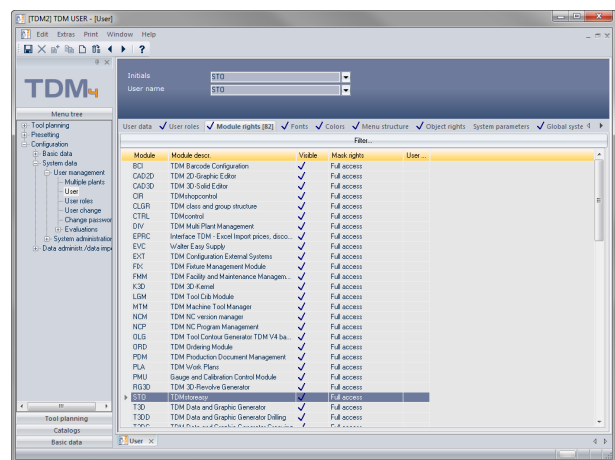 [TDM2] TDM USER - [User]
Edit Extras Print Window Help
TDM4
Initials STO
User name STO
Menu tree
Tool planning
Presetting
Configuration
Basic data
System data
User management
Multiple plants
User
User roles
User change
Change passwor
Evaluations
System administration
Data administr./data impo
User data User roles Module rights [82] Fonts Colors Menu structure Object rights System parameters Global syste
Filter...
Module Module descr. Visible Mask rights User ...
BCI TDM Barcode Configuration Full access
CAD2D TDM 2D-Graphic Editor Full access
CAD3D TDM 3D-Solid Editor Full access
CIR TDMshopcontrol Full access
CLGR TDM class and group structure Full access
CTRL TDMcontrol Full access
DIV TDM Multi Plant Management Full access
EPRC Interface TDM - Excel Import prices, disco... Full access
EVC Walter Easy Supply Full access
EXT TDM Configuration External Systems Full access
FIX TDM Fixture Management Module Full access
FMM TDM Facility and Maintenance Managem... Full access
K3D TDM 3D-Kernel Full access
LGM TDM Tool Crib Module Full access
MTM TDM Machine Tool Manager Full access
NCM TDM NC version manager Full access
NCP TDM NC Program Management Full access
OLG TDM Tool Contour Generator TDM V4 ba... Full access
ORD TDM Ordering Module Full access
PDM TDM Production Document Management Full access
PLA TDM Work Plans Full access
PMU Gauge and Calibration Control Module Full access
RG3D TDM 3D-Revolve Generator Full access
STO TDMstoreasy Full access
T3D TDM Data and Graphic Generator Full access
T3DD TDM Data and Graphic Generator Drilling Full access
Tool planning
Catalogs
Basic data
User